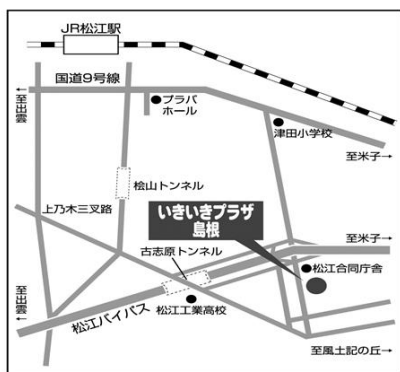 JR松江駅
国道9号線
至出雲
プラバ
ホール
津田小学校
至米子
桧山トンネル
いきいきプラザ
島根
上乃木三叉路
至米子
古志原トンネル
松江合同庁舎
至出雲
松江バイパス
松江工業高校
至風土記の丘